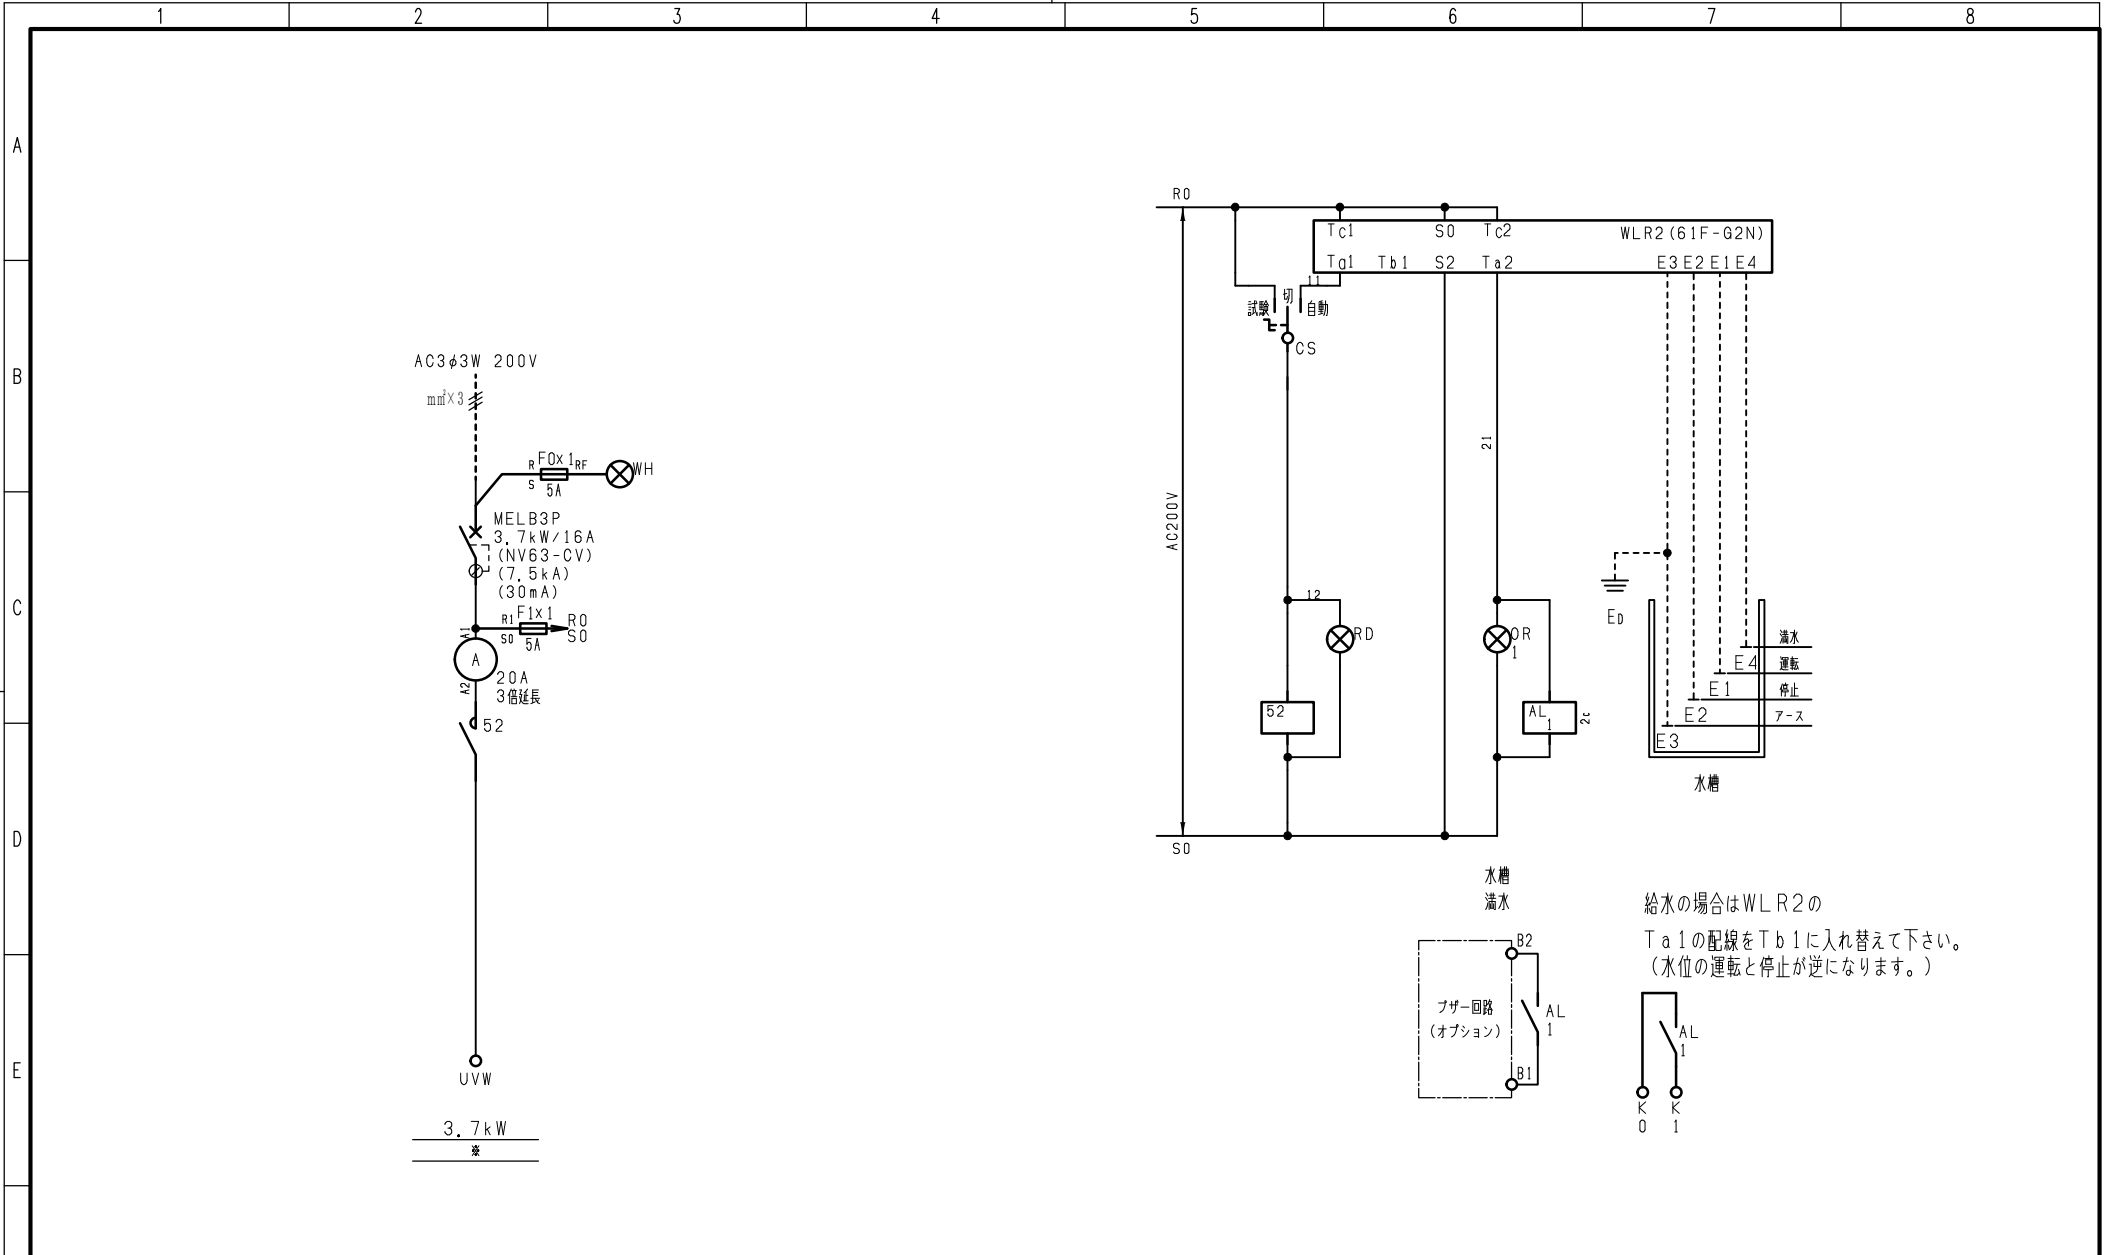 1 2 3 4 5 6 7 8
A
B
C
D
E
AC3φ3W 200V
mm²×3
R F0×1 RF
S 5A
WH
MELB3P
3.7kW/16A
(NV63-CV)
(7.5kA)
(30mA)
R1 F1×1 R0
S0 5A S0
A1
A
A2
20A
3倍延長
52
UVW
3.7kW
※
R0
Tc1 S0 Tc2 WLR2(61F-G2N)
Ta1 Tb1 S2 Ta2 E3 E2 E1 E4
11
試験 切 自動
CS
21
AC200V
12
RD
OR
1
52
AL
1
2c
ED
満水
E4 運転
E1 停止
E2 アース
E3
水槽
S0
水槽
満水
給水の場合はWLR2の
Ta1の配線をTb1に入れ替えて下さい。
(水位の運転と停止が逆になります。)
B2
ブザー回路
(オプション)
AL
1
B1
AL
1
K
0
K
1